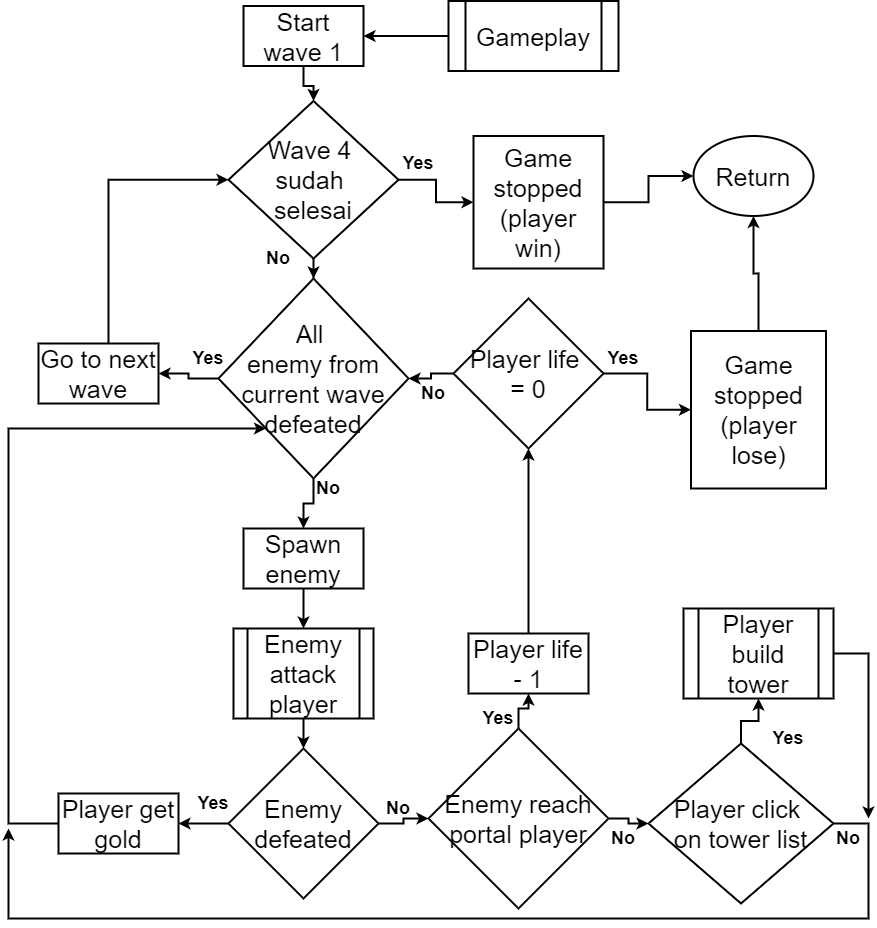 Start
wave 1
Gameplay
Wave 4
sudah
selesai
Yes
Game
stopped
(player
win)
Return
No
All
enemy from
current wave
defeated
Yes
Go to next
wave
Player life
= 0
No
Yes
Game
stopped
(player
lose)
No
Spawn
enemy
Enemy
attack
player
Player life
- 1
Player
build
tower
Yes
Yes
Enemy
defeated
Yes
Player get
gold
No
Enemy reach
portal player
No
Player click
on tower list
No